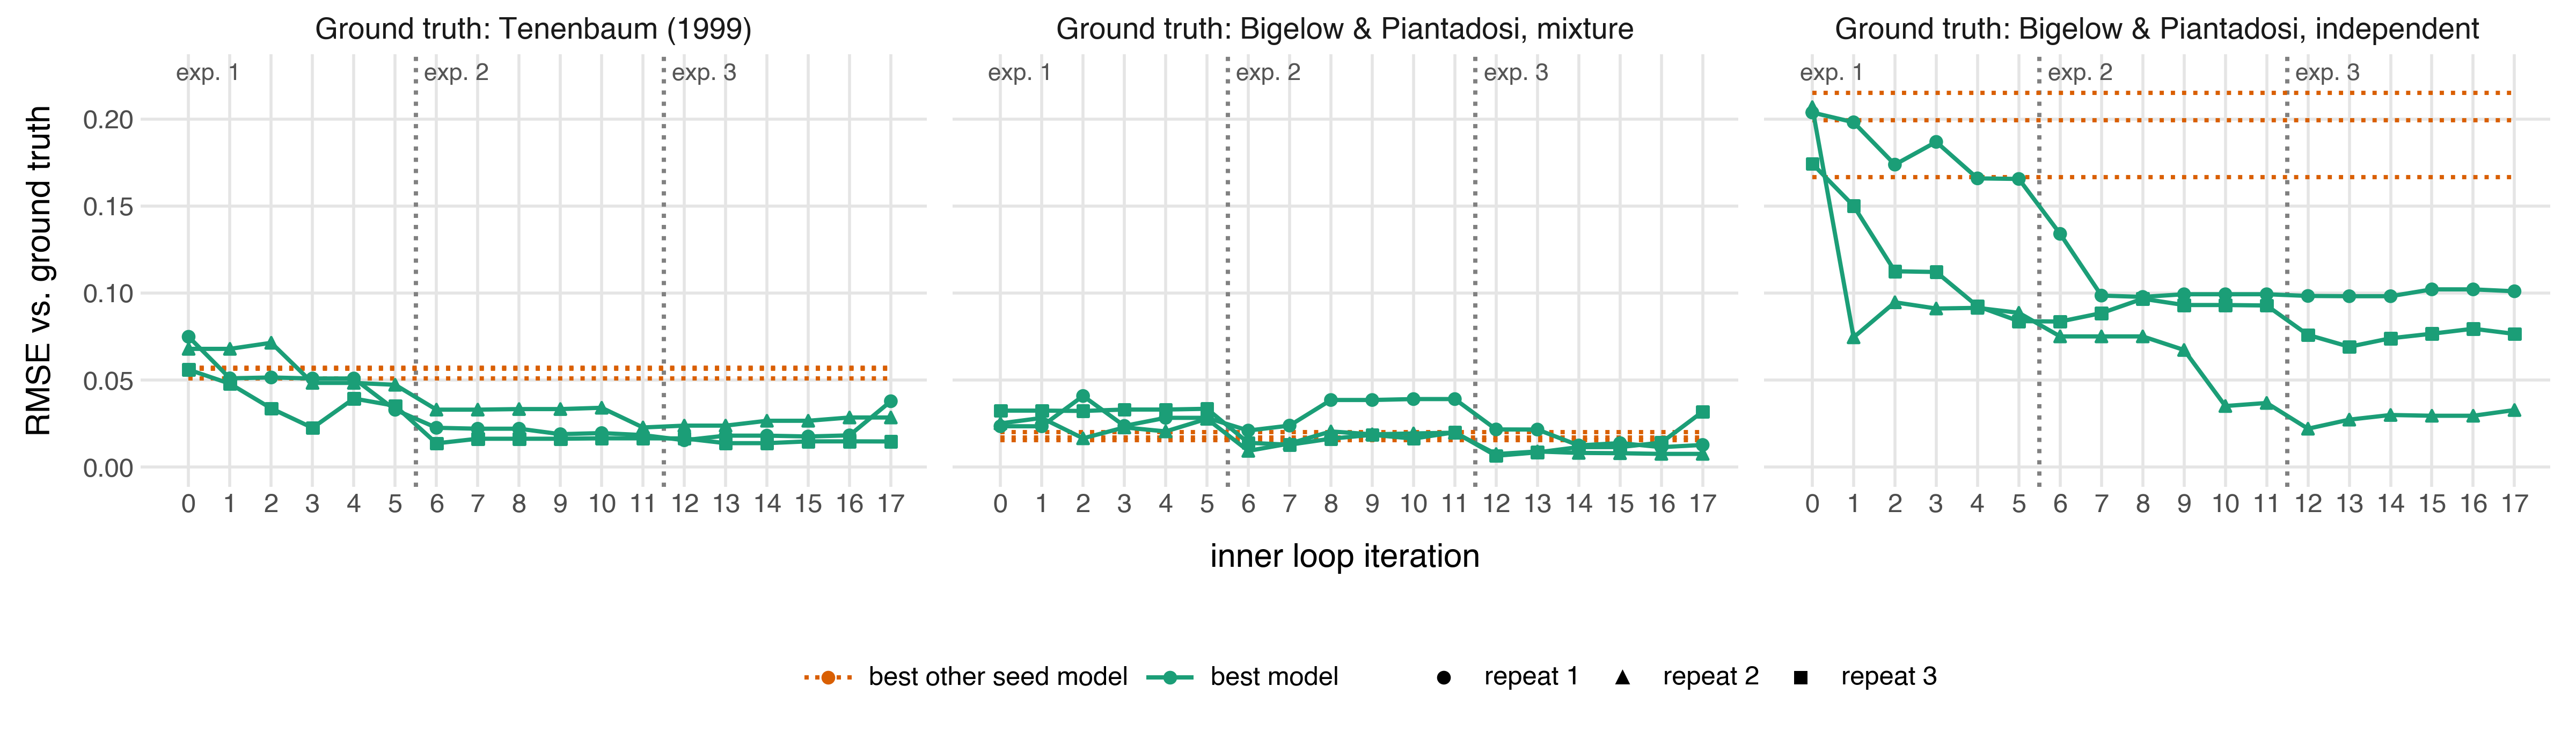 Ground truth: Tenenbaum (1999)
Ground truth: Bigelow & Piantadosi, mixture
Ground truth: Bigelow & Piantadosi, independent
exp. 1 exp. 2 exp. 3
exp. 1 exp. 2 exp. 3
exp. 1 exp. 2 exp. 3
RMSE vs. ground truth
0.20
0.15
0.10
0.05
0.00
0 1 2 3 4 5 6 7 8 9 10 11 12 13 14 15 16 17
0 1 2 3 4 5 6 7 8 9 10 11 12 13 14 15 16 17
0 1 2 3 4 5 6 7 8 9 10 11 12 13 14 15 16 17
inner loop iteration
best other seed model best model repeat 1 repeat 2 repeat 3